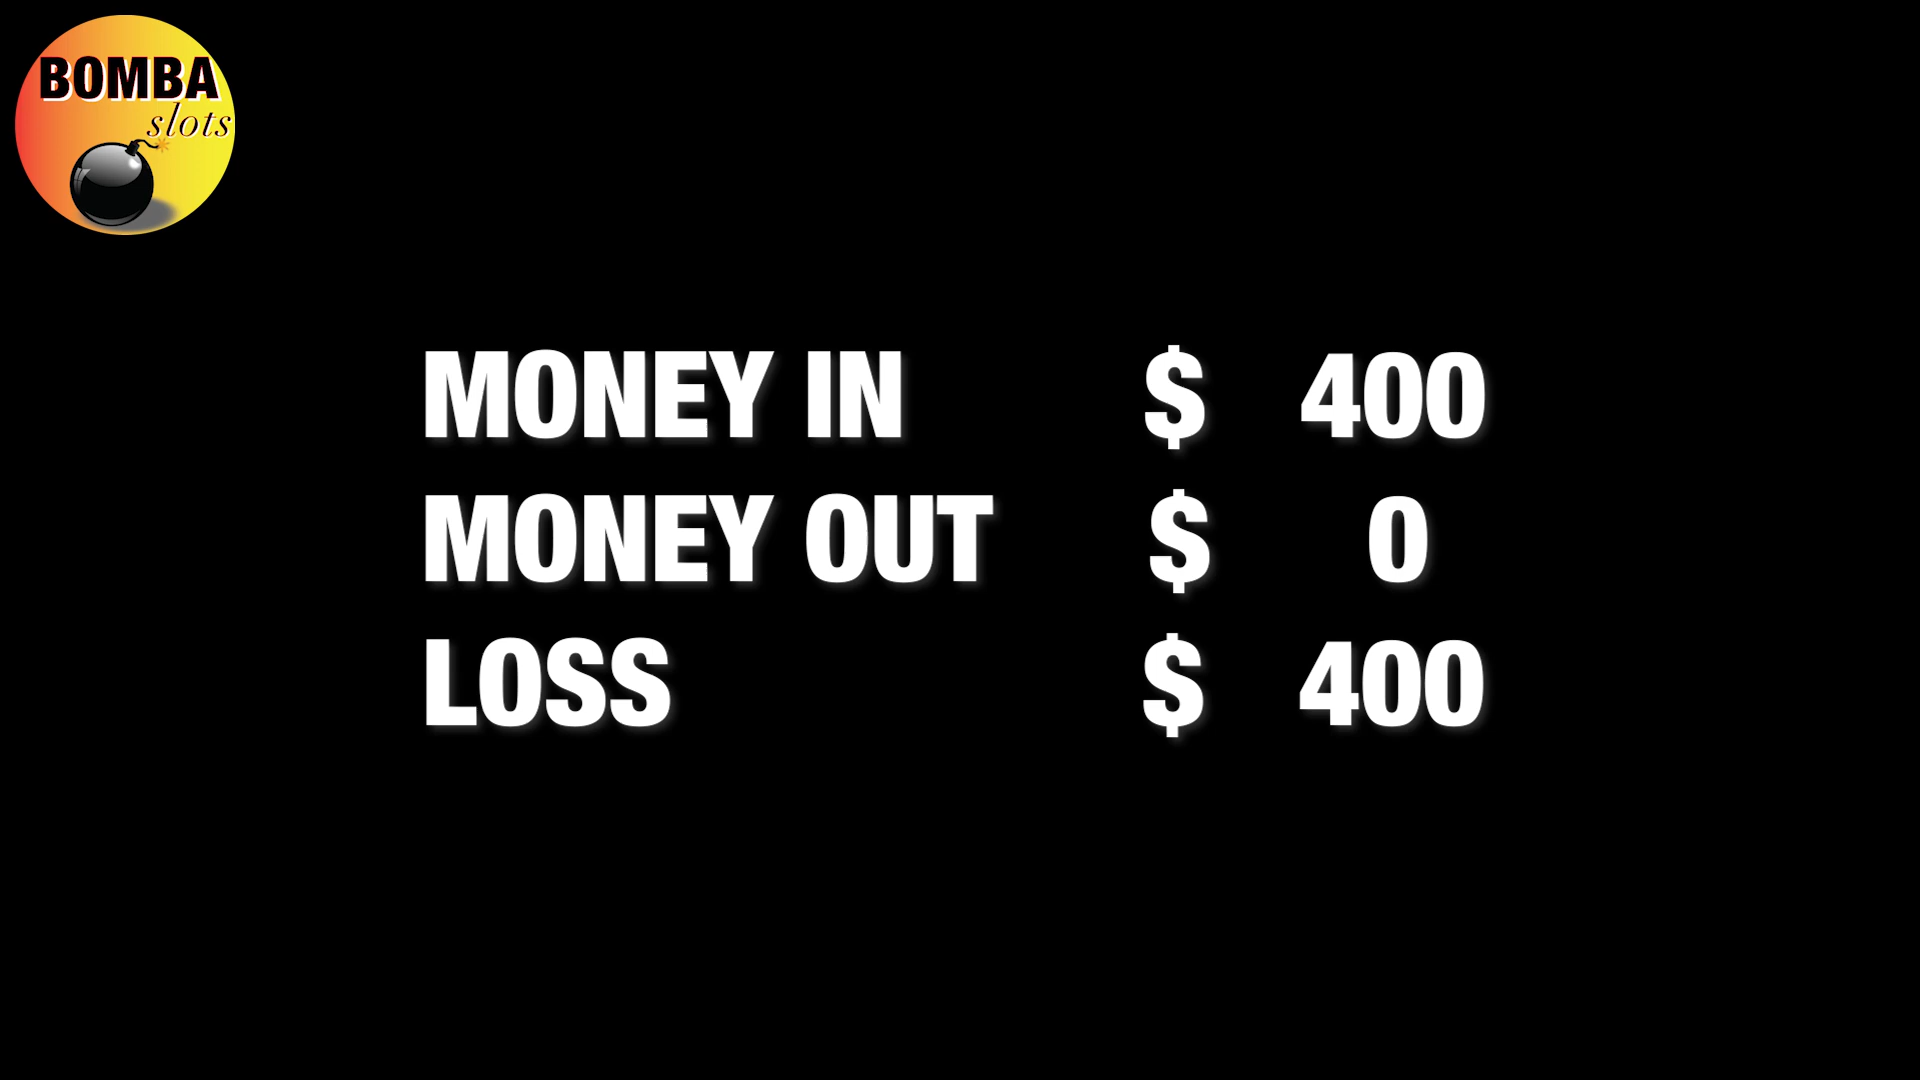 BOMBA
slots
MONEY IN $ 400
MONEY OUT $ 0
LOSS $ 400